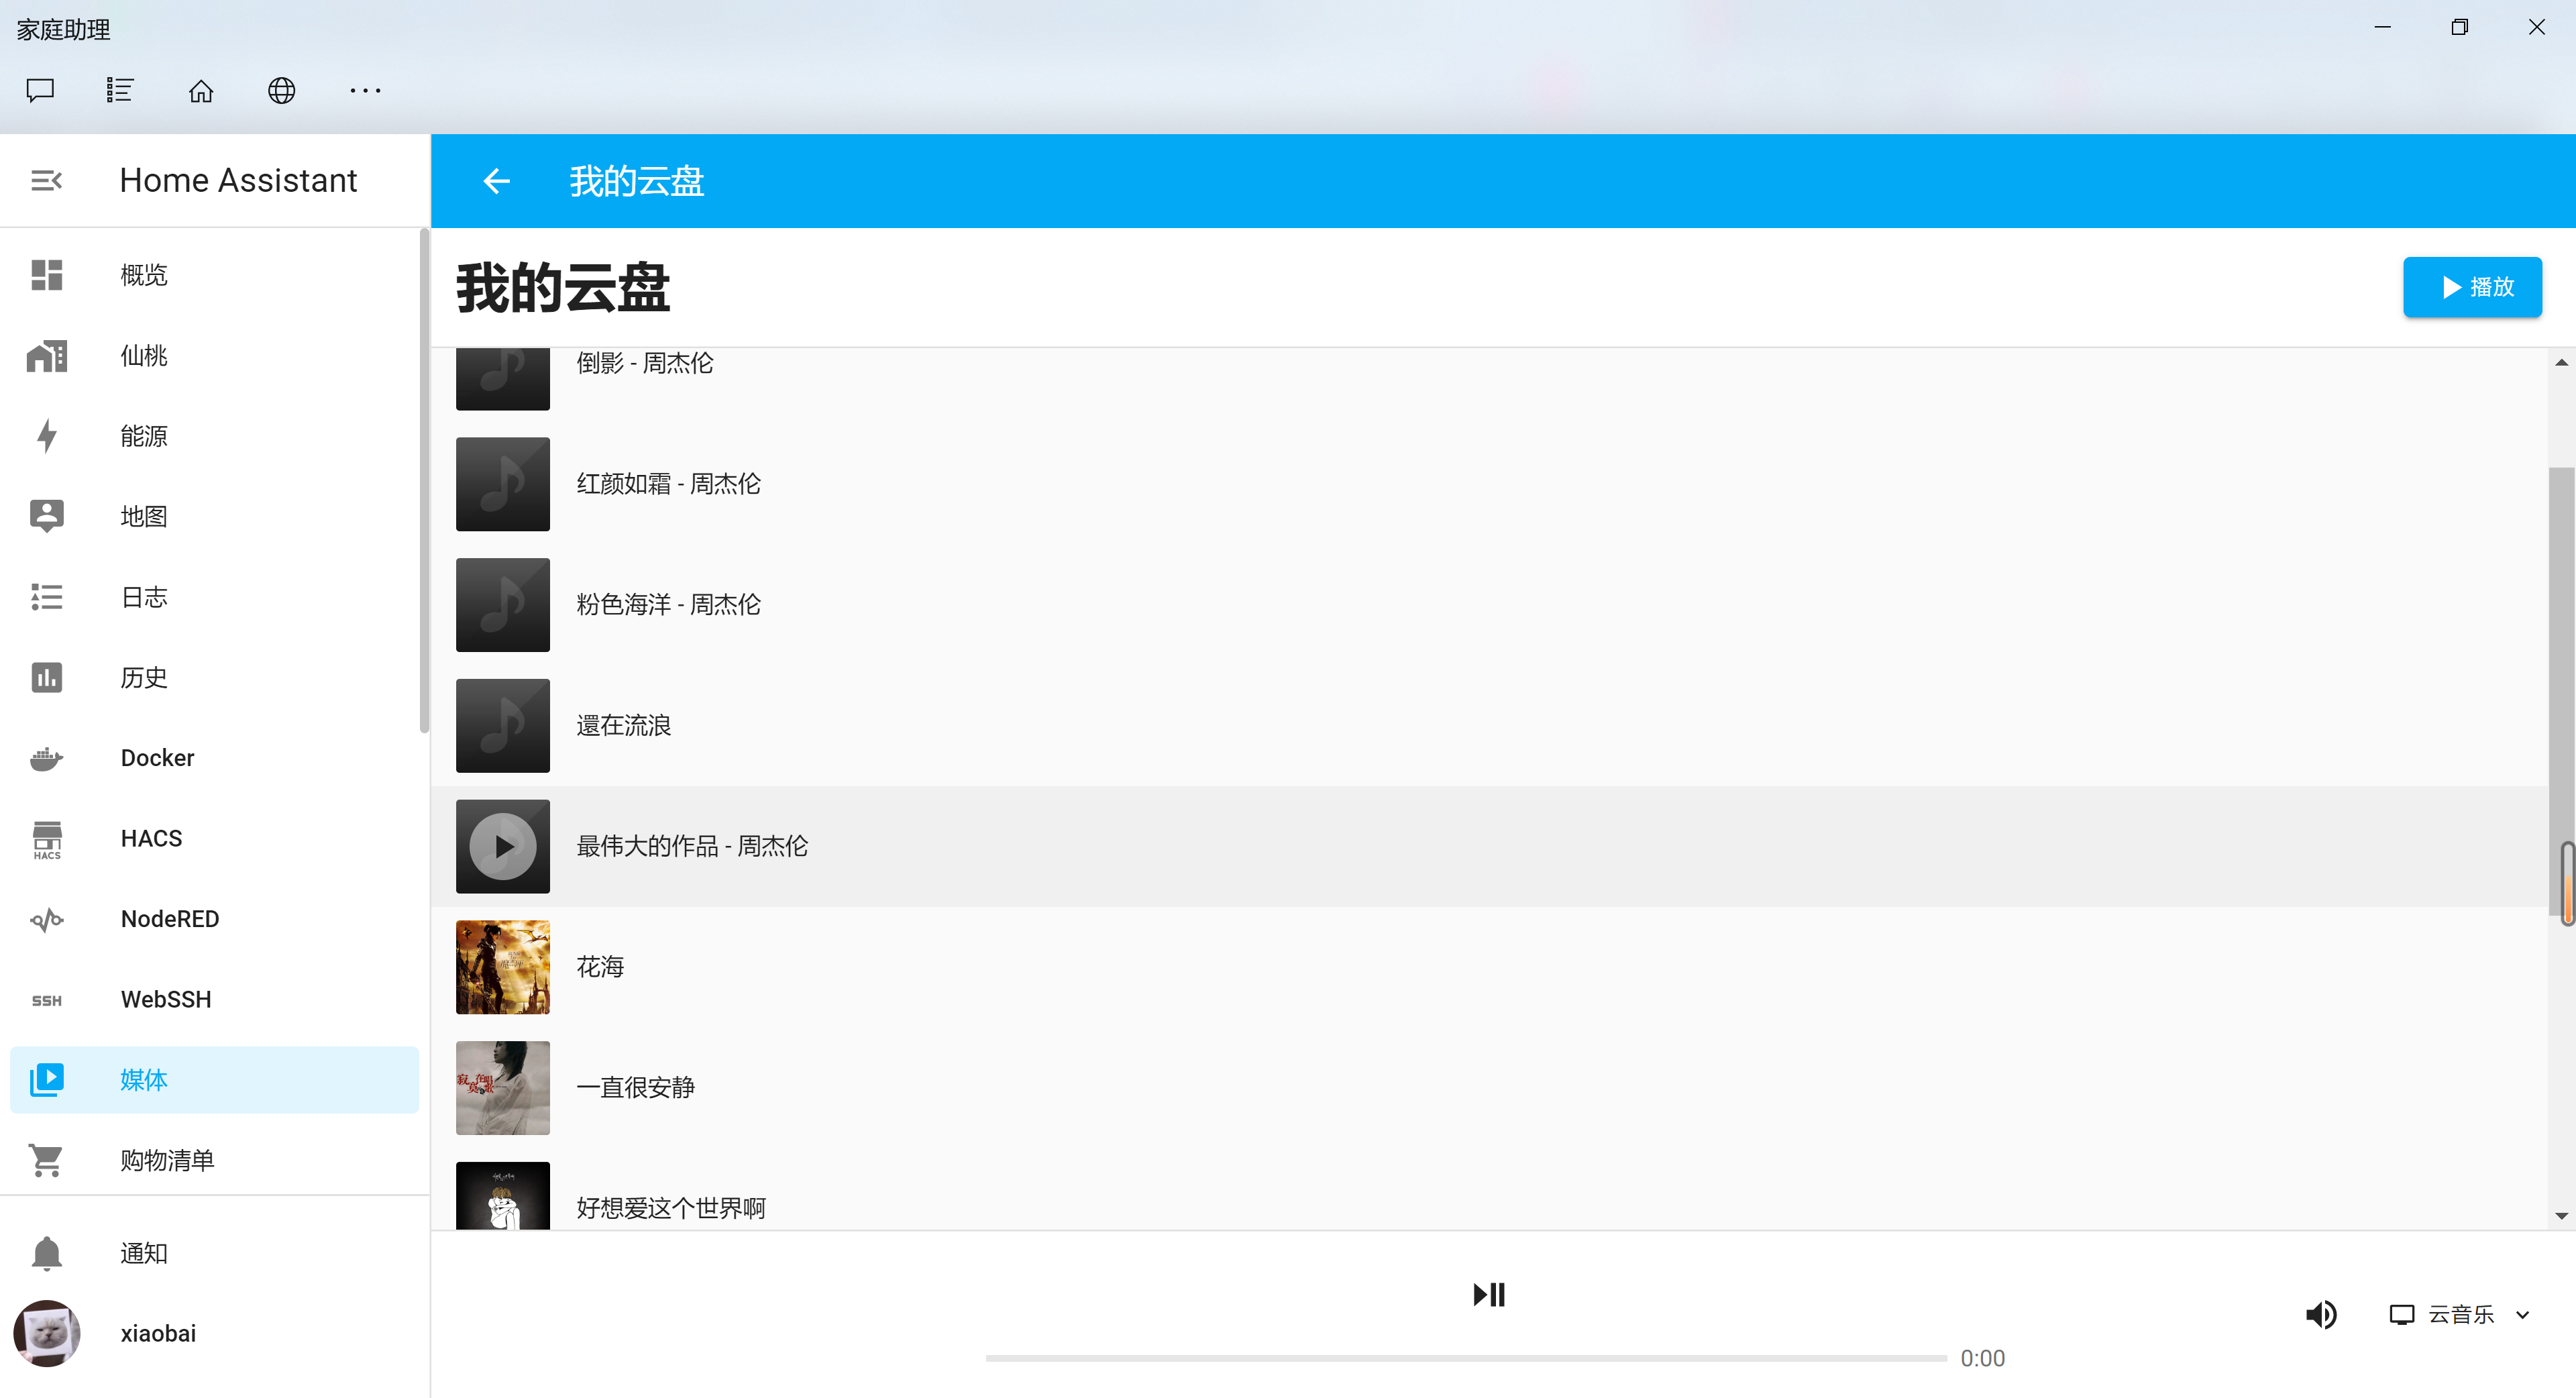 家庭助理
Home Assistant
我的云盘
概览
仙桃
能源
地图
日志
历史
Docker
HACS
HACS
NodeRED
SSH
WebSSH
媒体
购物清单
通知
xiaobai
我的云盘
播放
倒影 - 周杰伦
红颜如霜 - 周杰伦
粉色海洋 - 周杰伦
還在流浪
最伟大的作品 - 周杰伦
花海
一直很安静
好想爱这个世界啊
云音乐
0:00